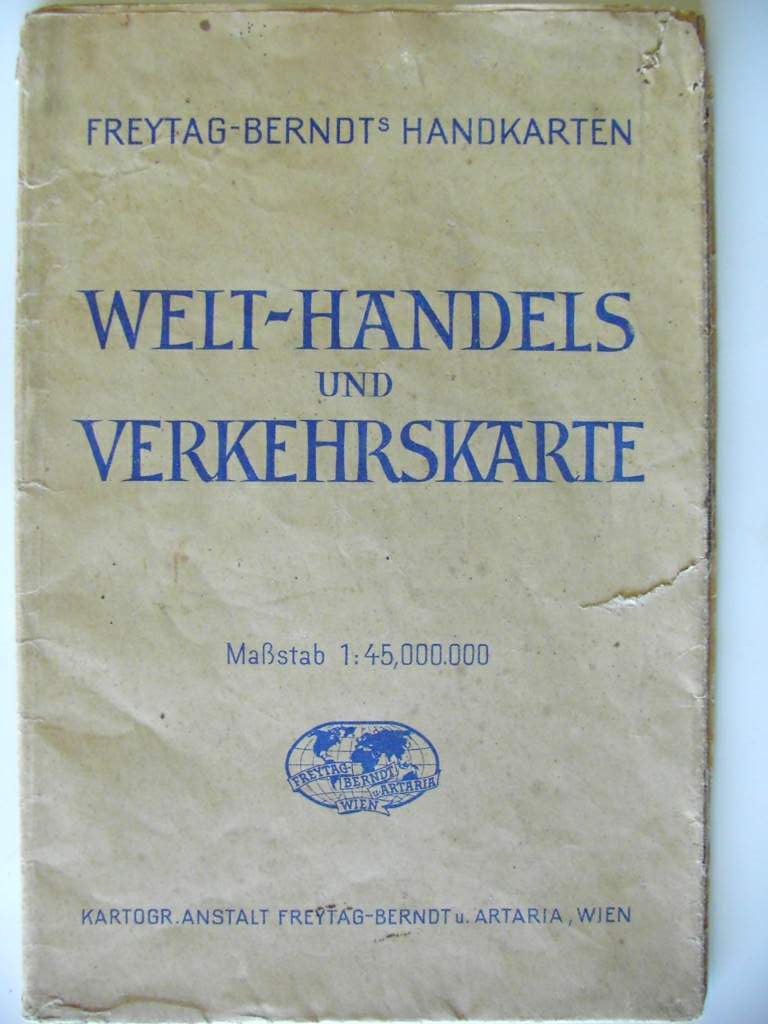 FREYTAG-BERNDTs HANDKARTEN
WELT-HANDELS
UND
VERKEHRSKARTE
Maßstab 1:45,000.000
FREYTAG-
BERNDT
u. ARTARIA
WIEN
KARTOGR. ANSTALT FREYTAG-BERNDT u. ARTARIA, WIEN